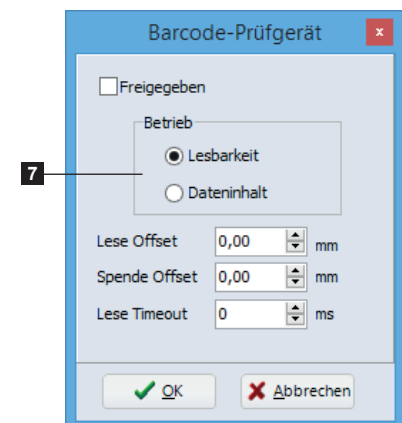 Barcode-Prüfgerät
x
Freigegeben
Betrieb
Lesbarkeit
7
Dateninhalt
Lese Offset 0,00 mm
Spende Offset 0,00 mm
Lese Timeout 0 ms
OK Abbrechen